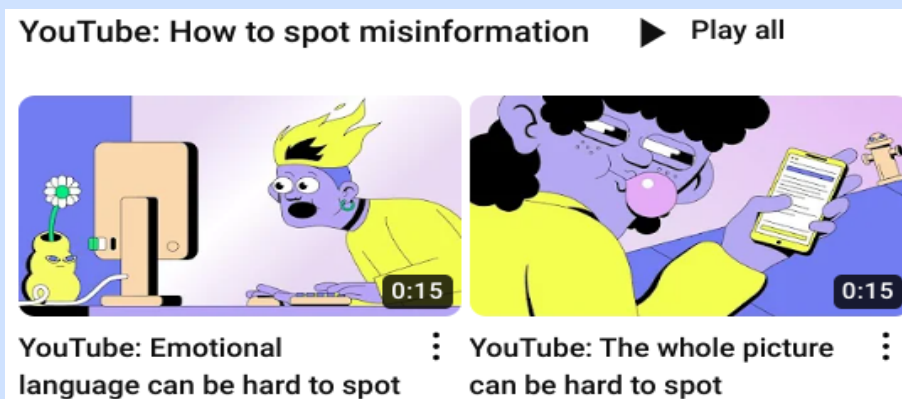 YouTube: How to spot misinformation
Play all
0:15
0:15
YouTube: Emotional
language can be hard to spot
YouTube: The whole picture
can be hard to spot